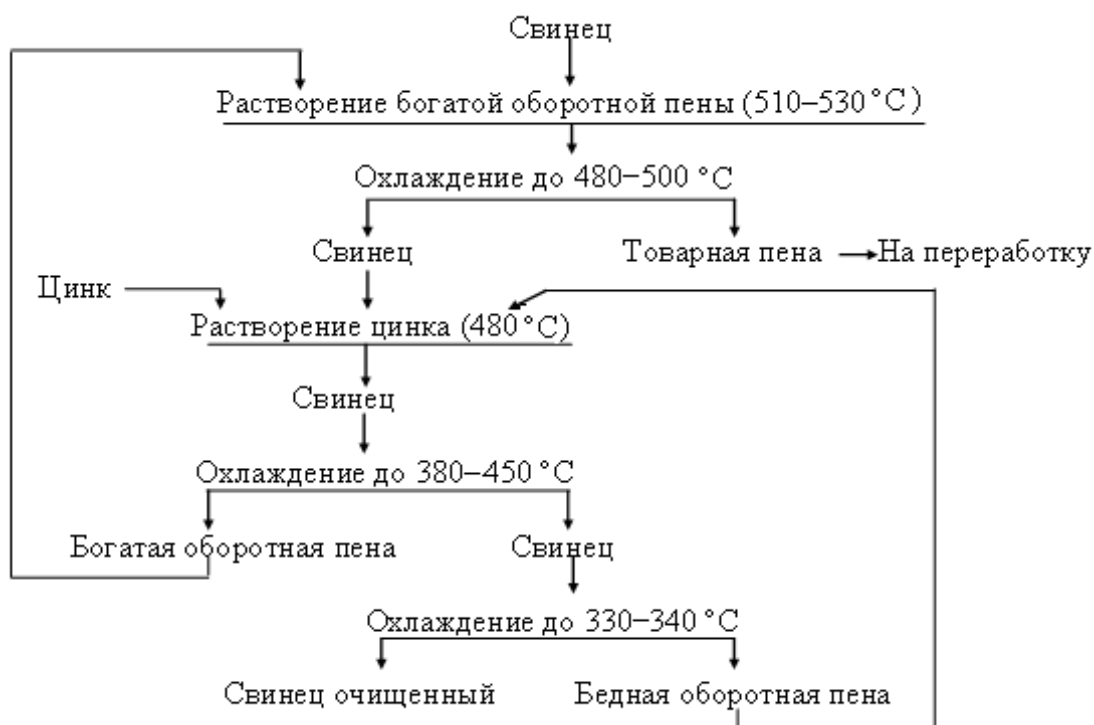 Свинец
Растворение богатой оборотной пены (510–530 °С)
Охлаждение до 480–500 °С
Свинец
Товарная пена
На переработку
Цинк
Растворение цинка (480 °С)
Свинец
Охлаждение до 380–450 °С
Богатая оборотная пена
Свинец
Охлаждение до 330–340 °С
Свинец очищенный
Бедная оборотная пена